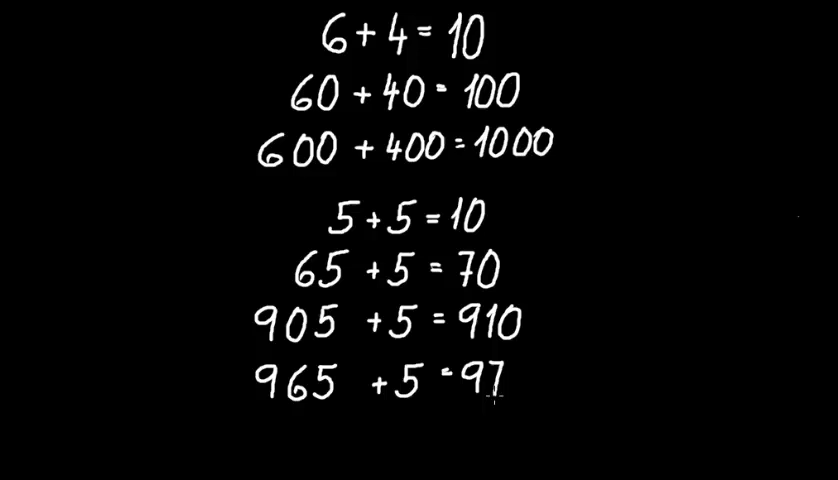 6 + 4 = 10
60 + 40 = 100
600 + 400 = 1000
5 + 5 = 10
65 + 5 = 70
905 + 5 = 910
965 + 5 = 97